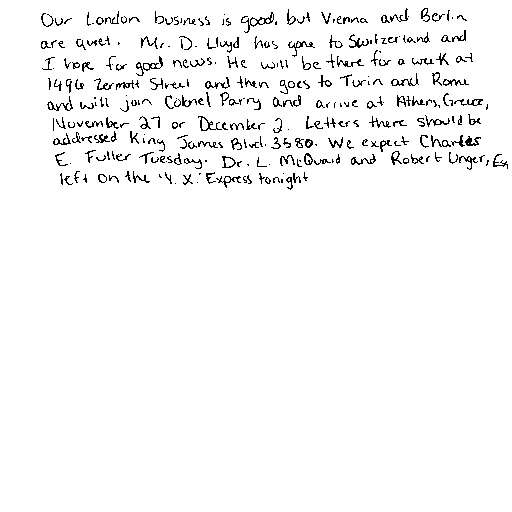 Our London business is good, but Vienna and Berlin
are quiet. Mr. D. Lloyd has gone to Switzerland and
I hope for good news. He will be there for a week at
1496 Zermott Street and then goes to Turin and Rome
and will join Colonel Parry and arrive at Athens, Greece,
November 27 or December 2. Letters there should be
addressed King James Blvd. 3580. We expect Charles
E. Fuller Tuesday. Dr. L. McQuaid and Robert Unger, Esq
left on the "Y. X." Express tonight